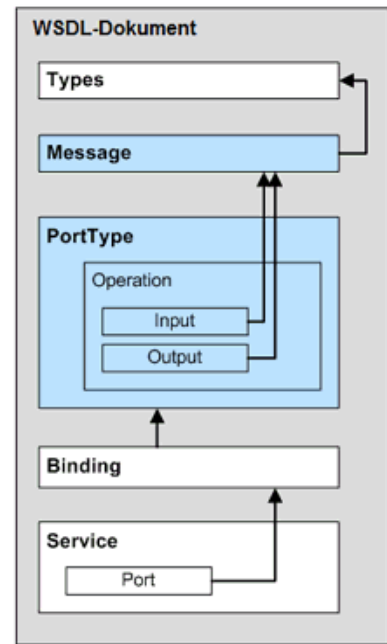 WSDL-Dokument
Types
Message
PortType
Operation
Input
Output
Binding
Service
Port